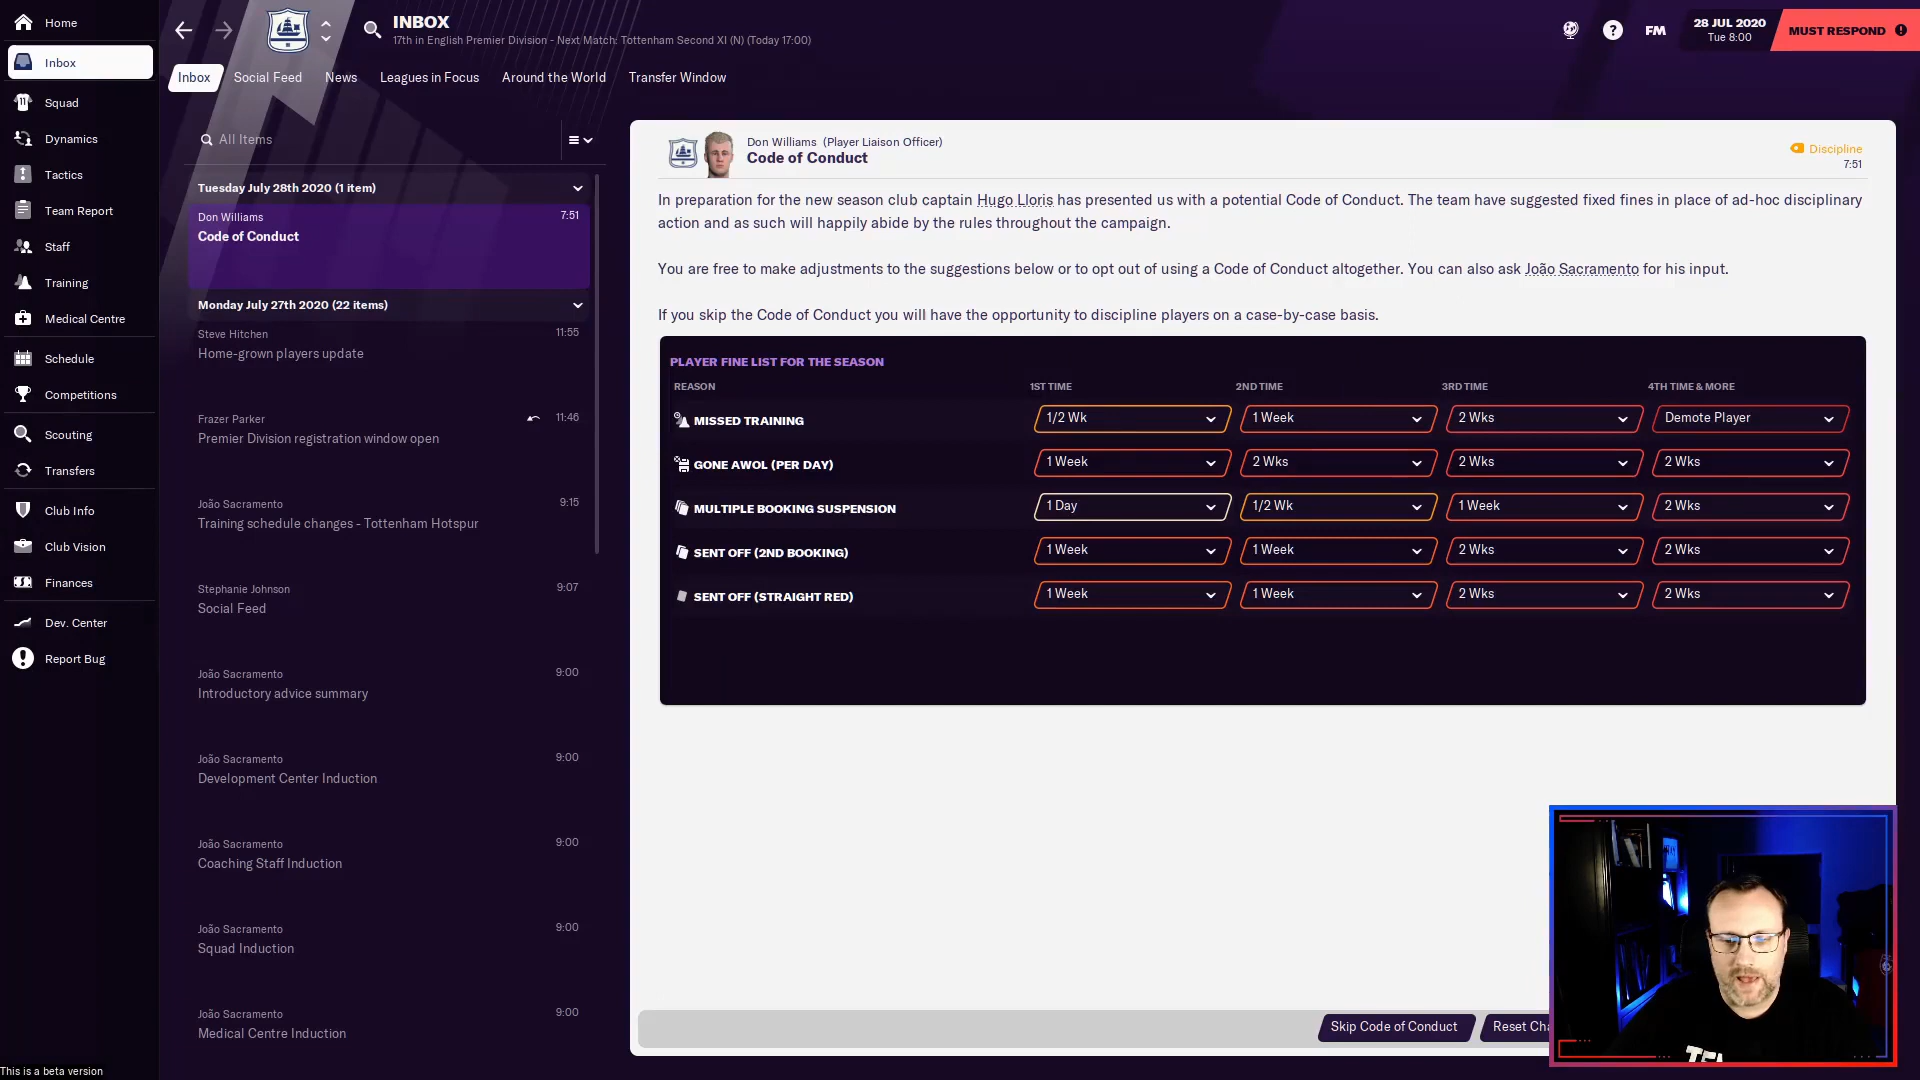 Home
Inbox
Squad
Dynamics
Tactics
Team Report
Staff
Training
Medical Centre
Schedule
Competitions
Scouting
Transfers
Club Info
Club Vision
Finances
Dev. Center
Report Bug
This is a beta version
INBOX
17th in English Premier Division - Next Match: Tottenham Second XI (N) (Today 17:00)
FM
28 JUL 2020
Tue 8:00
MUST RESPOND
Inbox Social Feed News Leagues in Focus Around the World Transfer Window
All Items
Tuesday July 28th 2020 (1 item)
Don Williams 7:51
Code of Conduct
Monday July 27th 2020 (22 items)
Steve Hitchen 11:55
Home-grown players update
Frazer Parker 11:46
Premier Division registration window open
João Sacramento 9:15
Training schedule changes - Tottenham Hotspur
Stephanie Johnson 9:07
Social Feed
João Sacramento 9:00
Introductory advice summary
João Sacramento 9:00
Development Center Induction
João Sacramento 9:00
Coaching Staff Induction
João Sacramento 9:00
Squad Induction
João Sacramento 9:00
Medical Centre Induction
Don Williams (Player Liaison Officer)
Code of Conduct
Discipline
7:51
In preparation for the new season club captain Hugo Lloris has presented us with a potential Code of Conduct. The team have suggested fixed fines in place of ad-hoc disciplinary
action and as such will happily abide by the rules throughout the campaign.
You are free to make adjustments to the suggestions below or to opt out of using a Code of Conduct altogether. You can also ask João Sacramento for his input.
If you skip the Code of Conduct you will have the opportunity to discipline players on a case-by-case basis.
PLAYER FINE LIST FOR THE SEASON
REASON 1ST TIME 2ND TIME 3RD TIME 4TH TIME & MORE
MISSED TRAINING 1/2 Wk 1 Week 2 Wks Demote Player
GONE AWOL (PER DAY) 1 Week 2 Wks 2 Wks 2 Wks
MULTIPLE BOOKING SUSPENSION 1 Day 1/2 Wk 1 Week 2 Wks
SENT OFF (2ND BOOKING) 1 Week 1 Week 2 Wks 2 Wks
SENT OFF (STRAIGHT RED) 1 Week 1 Week 2 Wks 2 Wks
Skip Code of Conduct Reset Cha